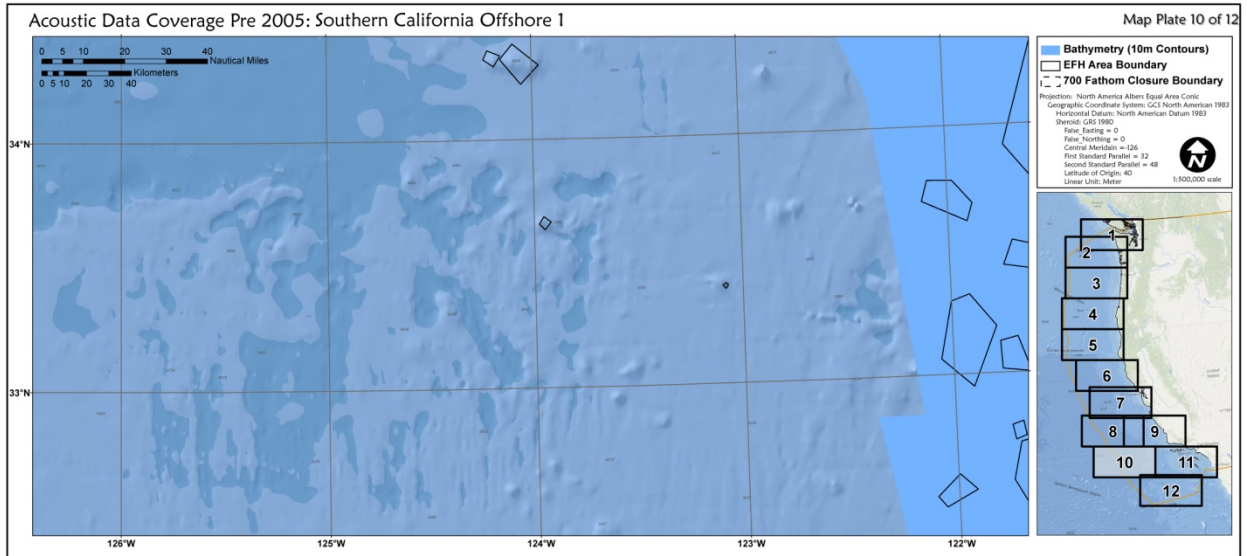 Acoustic Data Coverage Pre 2005: Southern California Offshore 1
Map Plate 10 of 12
0 5 10 20 30 40
Nautical Miles
Kilometers
0 5 10 20 30 40
34°N
33°N
126°W 125°W 124°W 123°W 122°W
Bathymetry (10m Contours)
EFH Area Boundary
700 Fathom Closure Boundary
Projection: North America Albers Equal Area Conic
Geographic Coordinate System: GCS North American 1983
Horizontal Datum: North American Datum 1983
Sheroid: GRS 1980
False_Easting = 0
False_Northing = 0
Central Meridain =-126
First Standard Parallel = 32
Second Standard Parallel = 48
Latitude of Origin: 40
Linear Unit: Meter
N
1:500,000 scale
1
2
3
4
5
6
7
8 9
10 11
12